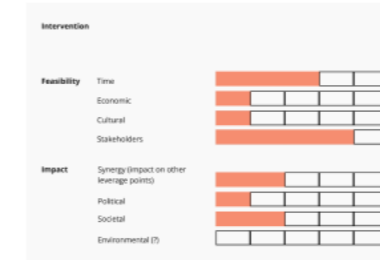 Intervention
Feasibility Time
Economic
Cultural
Stakeholders
Impact Synergy (impact on other
leverage points)
Political
Societal
Environmental (?)